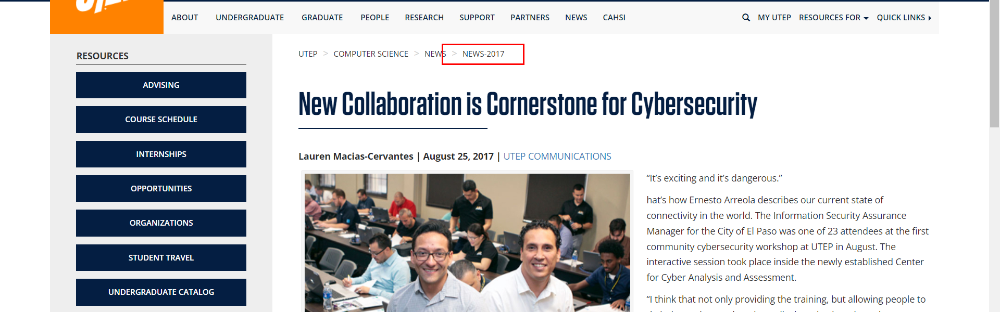 ABOUT UNDERGRADUATE GRADUATE PEOPLE RESEARCH SUPPORT PARTNERS NEWS CAHSI MY UTEP RESOURCES FOR QUICK LINKS
RESOURCES
ADVISING
COURSE SCHEDULE
INTERNSHIPS
OPPORTUNITIES
ORGANIZATIONS
STUDENT TRAVEL
UNDERGRADUATE CATALOG
UTEP > COMPUTER SCIENCE > NEWS > NEWS-2017
New Collaboration is Cornerstone for Cybersecurity
Lauren Macias-Cervantes | August 25, 2017 | UTEP COMMUNICATIONS
“It’s exciting and it’s dangerous.”
hat’s how Ernesto Arreola describes our current state of
connectivity in the world. The Information Security Assurance
Manager for the City of El Paso was one of 23 attendees at the first
community cybersecurity workshop at UTEP in August. The
interactive session took place inside the newly established Center
for Cyber Analysis and Assessment.
“I think that not only providing the training, but allowing people to